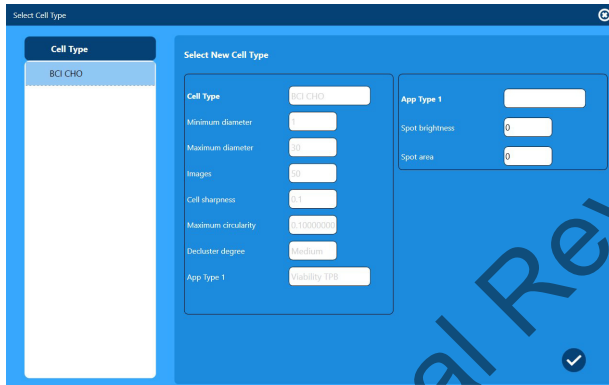 Select Cell Type
Cell Type
BCI CHO
Select New Cell Type
Cell Type BCI CHO
Minimum diameter 1
Maximum diameter 30
Images 50
Cell sharpness 0.1
Maximum circularity 0.10000000
Decluster degree Medium
App Type 1 Viability TPB
App Type 1
Spot brightness 0
Spot area 0
al Rev